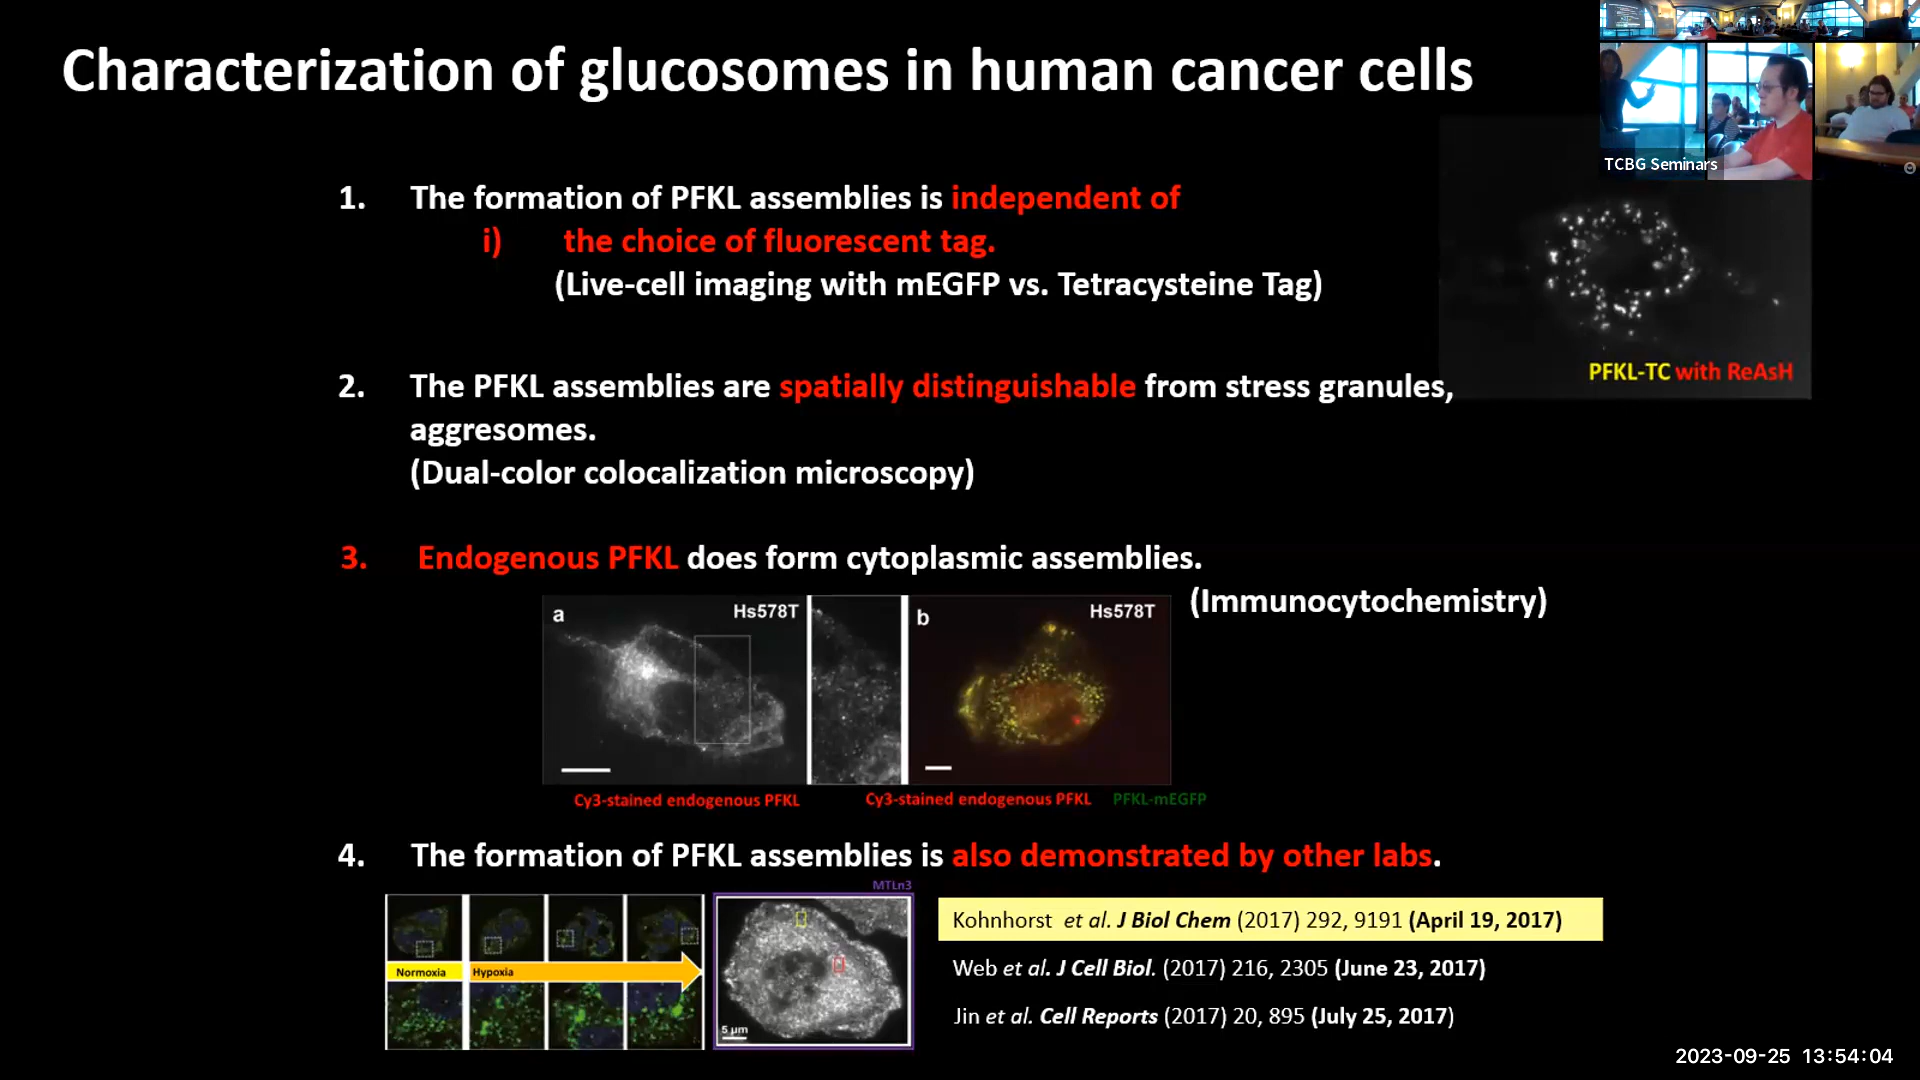 Characterization of glucosomes in human cancer cells
TCBG Seminars
1. The formation of PFKL assemblies is independent of
i) the choice of fluorescent tag.
(Live-cell imaging with mEGFP vs. Tetracysteine Tag)
PFKL-TC with ReAsH
2. The PFKL assemblies are spatially distinguishable from stress granules,
aggresomes.
(Dual-color colocalization microscopy)
3. Endogenous PFKL does form cytoplasmic assemblies.
(Immunocytochemistry)
a Hs578T
b Hs578T
Cy3-stained endogenous PFKL
Cy3-stained endogenous PFKL PFKL-mEGFP
4. The formation of PFKL assemblies is also demonstrated by other labs.
MTLn3
Normoxia Hypoxia
5 μm
Kohnhorst et al. J Biol Chem (2017) 292, 9191 (April 19, 2017)
Web et al. J Cell Biol. (2017) 216, 2305 (June 23, 2017)
Jin et al. Cell Reports (2017) 20, 895 (July 25, 2017)
2023-09-25 13:54:04